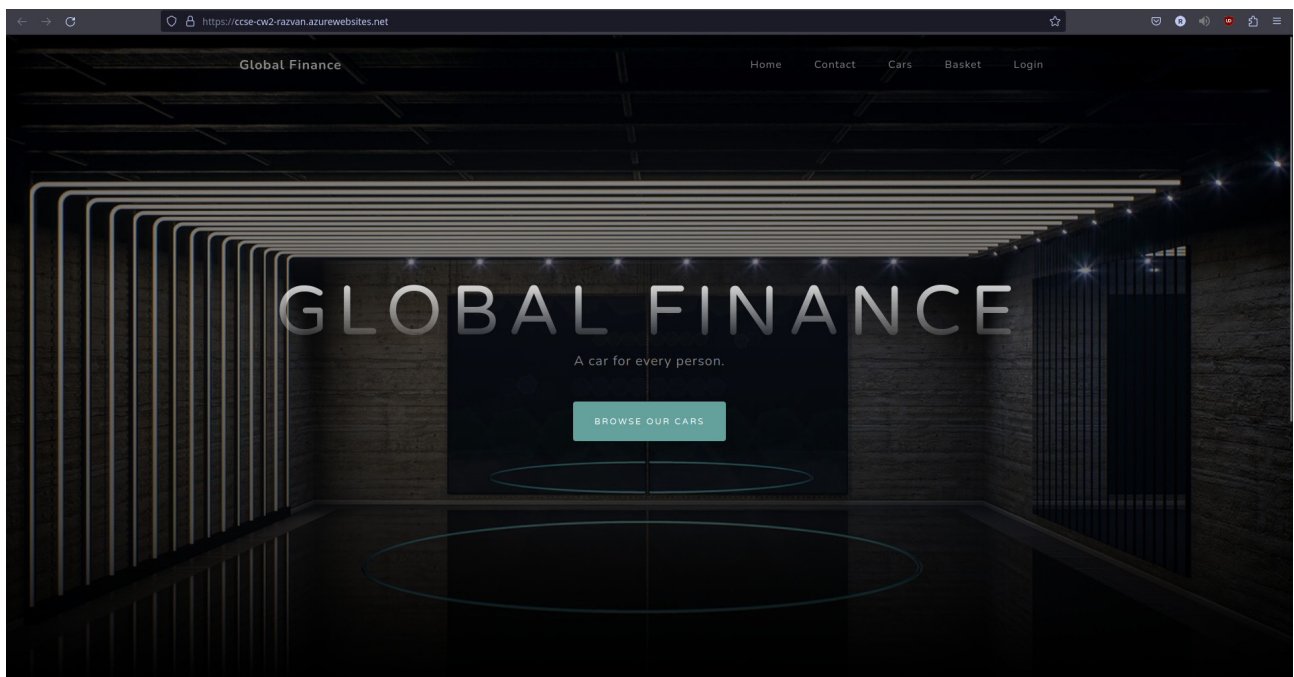 https://ccse-cw2-razvan.azurewebsites.net
Global Finance
Home Contact Cars Basket Login
GLOBAL FINANCE
A car for every person.
BROWSE OUR CARS